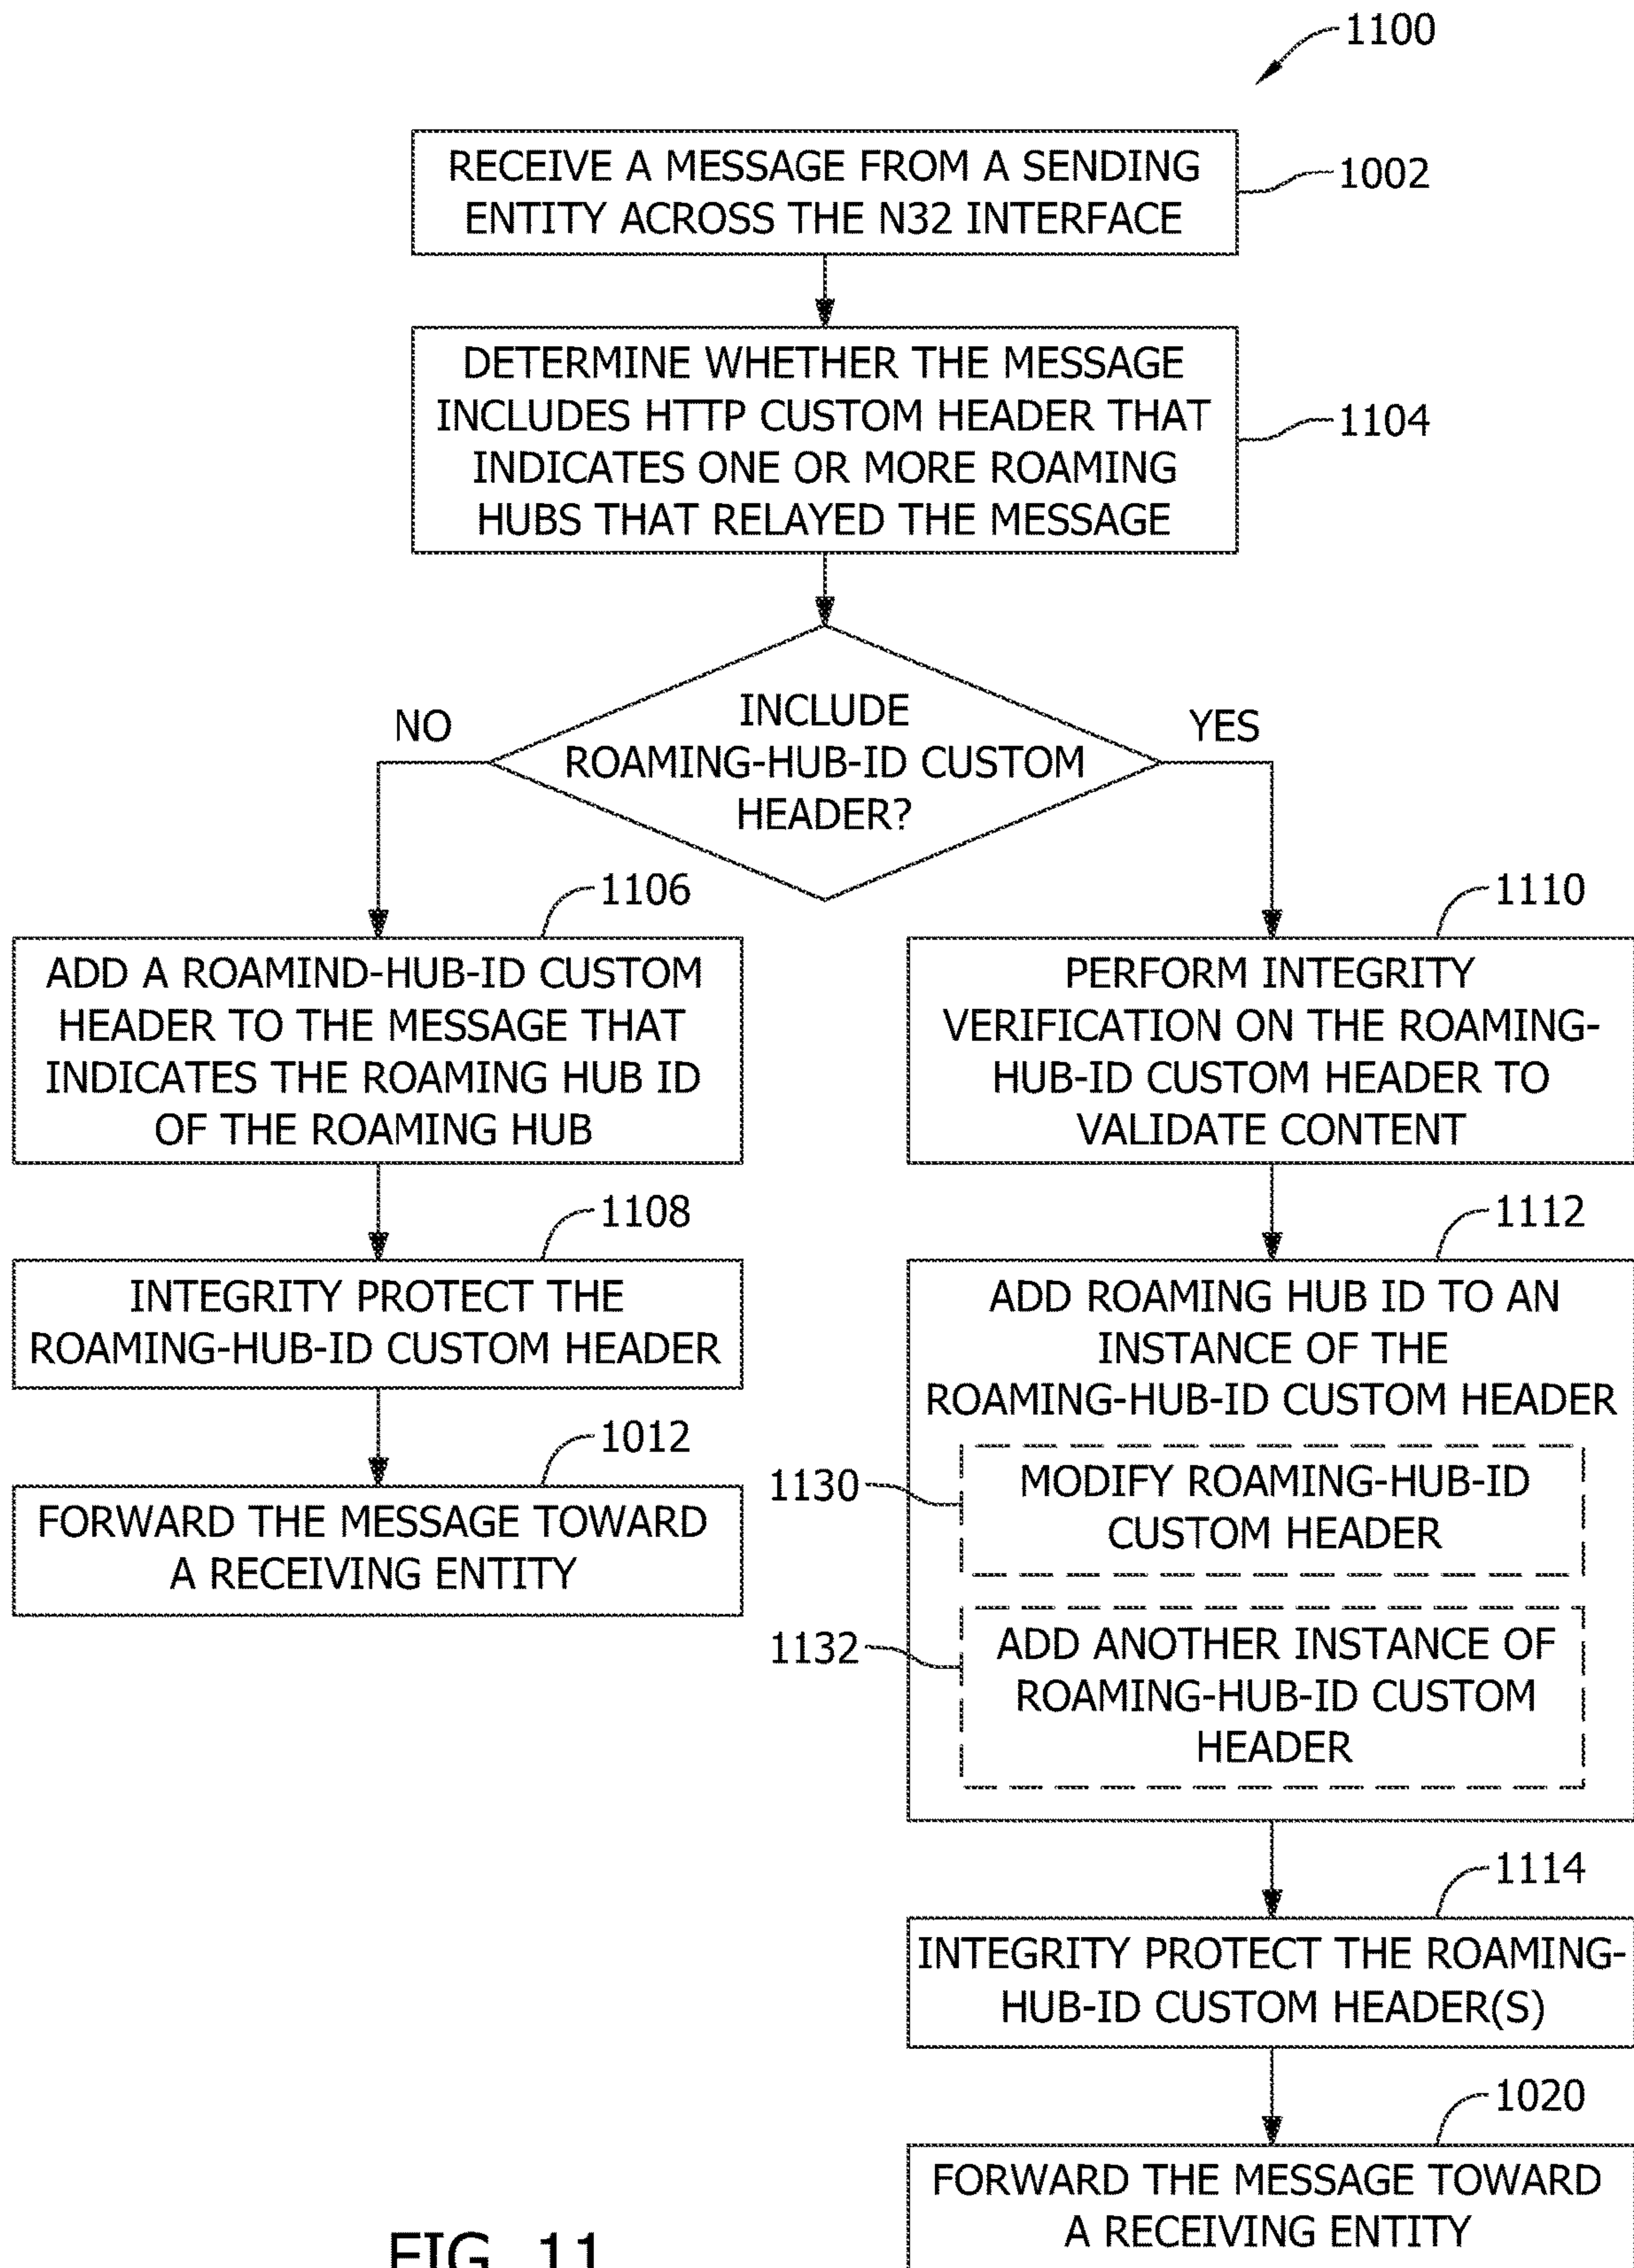 1100
RECEIVE A MESSAGE FROM A SENDING
ENTITY ACROSS THE N32 INTERFACE
1002
DETERMINE WHETHER THE MESSAGE
INCLUDES HTTP CUSTOM HEADER THAT
INDICATES ONE OR MORE ROAMING
HUBS THAT RELAYED THE MESSAGE
1104
INCLUDE
ROAMING-HUB-ID CUSTOM
HEADER?
NO
YES
1106
ADD A ROAMIND-HUB-ID CUSTOM
HEADER TO THE MESSAGE THAT
INDICATES THE ROAMING HUB ID
OF THE ROAMING HUB
1108
INTEGRITY PROTECT THE
ROAMING-HUB-ID CUSTOM HEADER
1012
FORWARD THE MESSAGE TOWARD
A RECEIVING ENTITY
1110
PERFORM INTEGRITY
VERIFICATION ON THE ROAMING-
HUB-ID CUSTOM HEADER TO
VALIDATE CONTENT
1112
ADD ROAMING HUB ID TO AN
INSTANCE OF THE
ROAMING-HUB-ID CUSTOM HEADER
1130
MODIFY ROAMING-HUB-ID
CUSTOM HEADER
1132
ADD ANOTHER INSTANCE OF
ROAMING-HUB-ID CUSTOM
HEADER
1114
INTEGRITY PROTECT THE ROAMING-
HUB-ID CUSTOM HEADER(S)
1020
FORWARD THE MESSAGE TOWARD
A RECEIVING ENTITY
FIG. 11